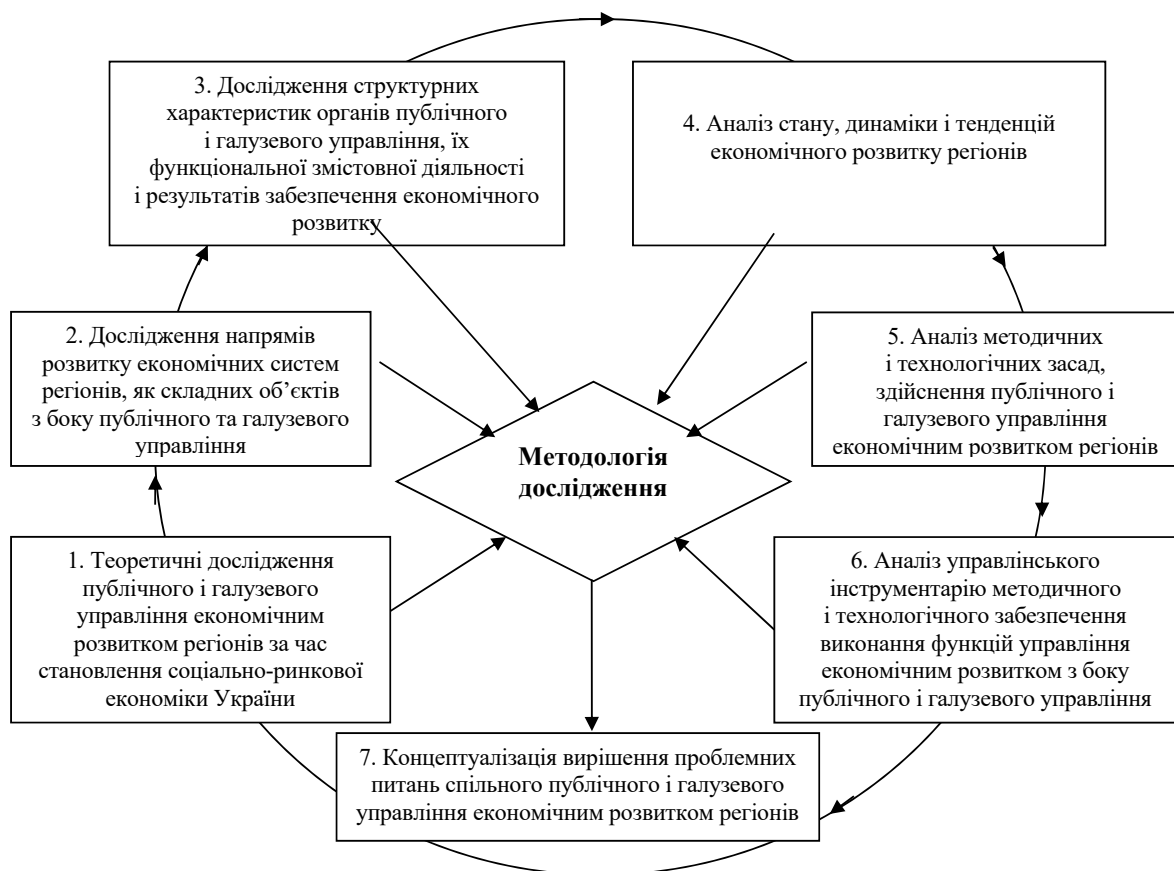 3. Дослідження структурних
характеристик органів публічного
і галузевого управління, їх
функціональної змістовної діяльності
і результатів забезпечення економічного
розвитку
4. Аналіз стану, динаміки і тенденцій
економічного розвитку регіонів
2. Дослідження напрямів
розвитку економічних систем
регіонів, як складних об’єктів
з боку публічного та галузевого
управління
5. Аналіз методичних
і технологічних засад,
здійснення публічного і
галузевого управління
економічним розвитком регіонів
Методологія
дослідження
1. Теоретичні дослідження
публічного і галузевого
управління економічним
розвитком регіонів за час
становлення соціально-ринкової
економіки України
6. Аналіз управлінського
інструментарію методичного
і технологічного забезпечення
виконання функцій управління
економічним розвитком з боку
публічного і галузевого управління
7. Концептуалізація вирішення проблемних
питань спільного публічного і галузевого
управління економічним розвитком регіонів